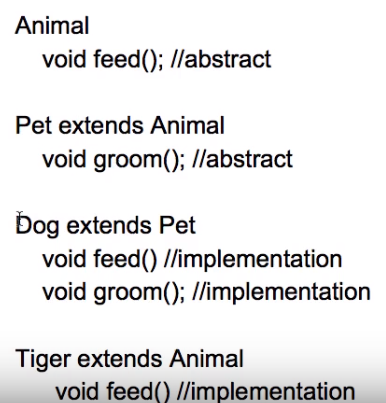 Animal
void feed(); //abstract
Pet extends Animal
void groom(); //abstract
Dog extends Pet
void feed() //implementation
void groom(); //implementation
Tiger extends Animal
void feed() //implementation